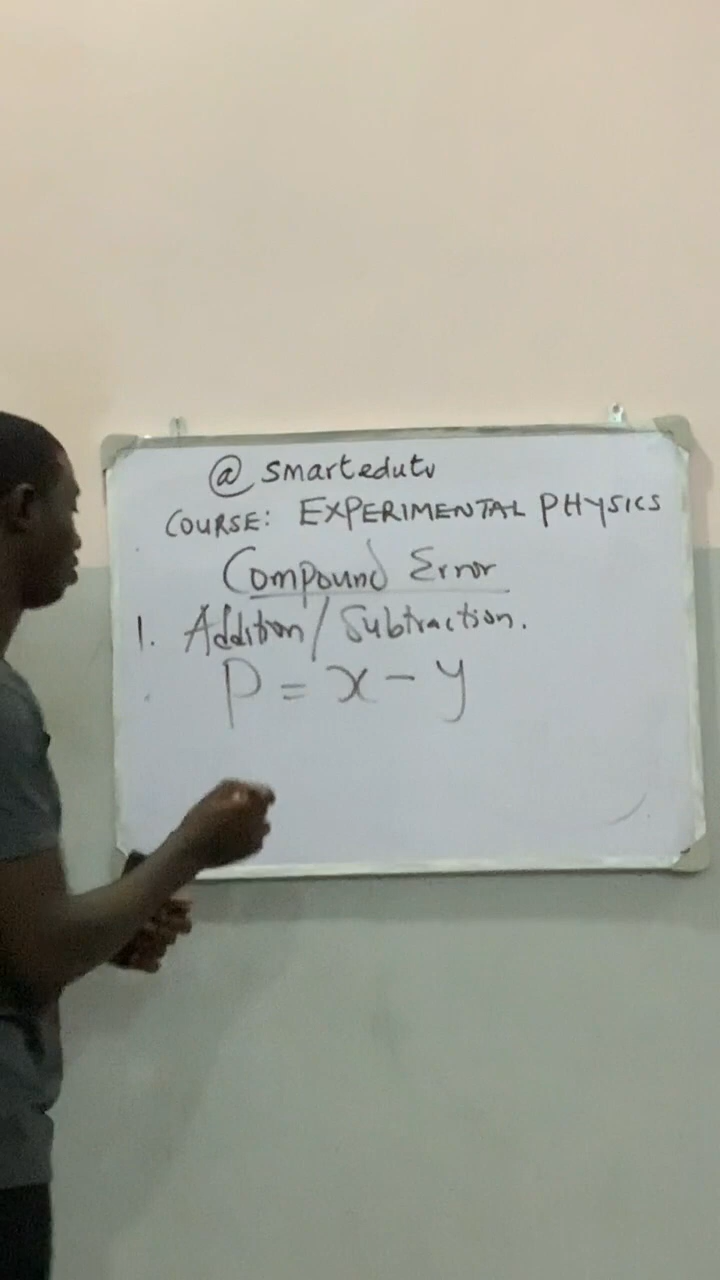 @smartedutv
COURSE: EXPERIMENTAL PHYSICS
Compound Error
1. Addition/Subtraction.
P = x - y